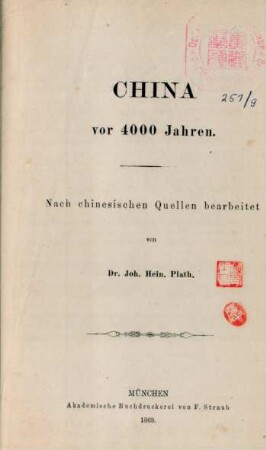 CHINA
251/9
vor 4000 Jahren.
Nach chinesischen Quellen bearbeitet
von
Dr. Joh. Hein. Plath.
MÜNCHEN
Akademische Buchdruckerei von F. Straub
1869.